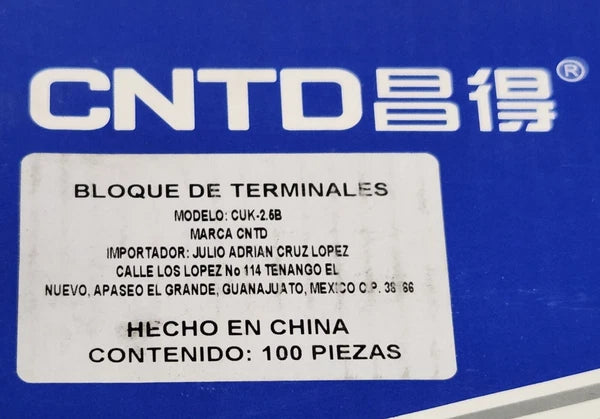 CNTD昌得®
BLOQUE DE TERMINALES
MODELO: CUK-2.5B
MARCA CNTD
IMPORTADOR: JULIO ADRIAN CRUZ LOPEZ
CALLE LOS LOPEZ No 114 TENANGO EL
NUEVO, APASEO EL GRANDE, GUANAJUATO, MEXICO C.P.
HECHO EN CHINA
CONTENIDO: 100 PIEZAS